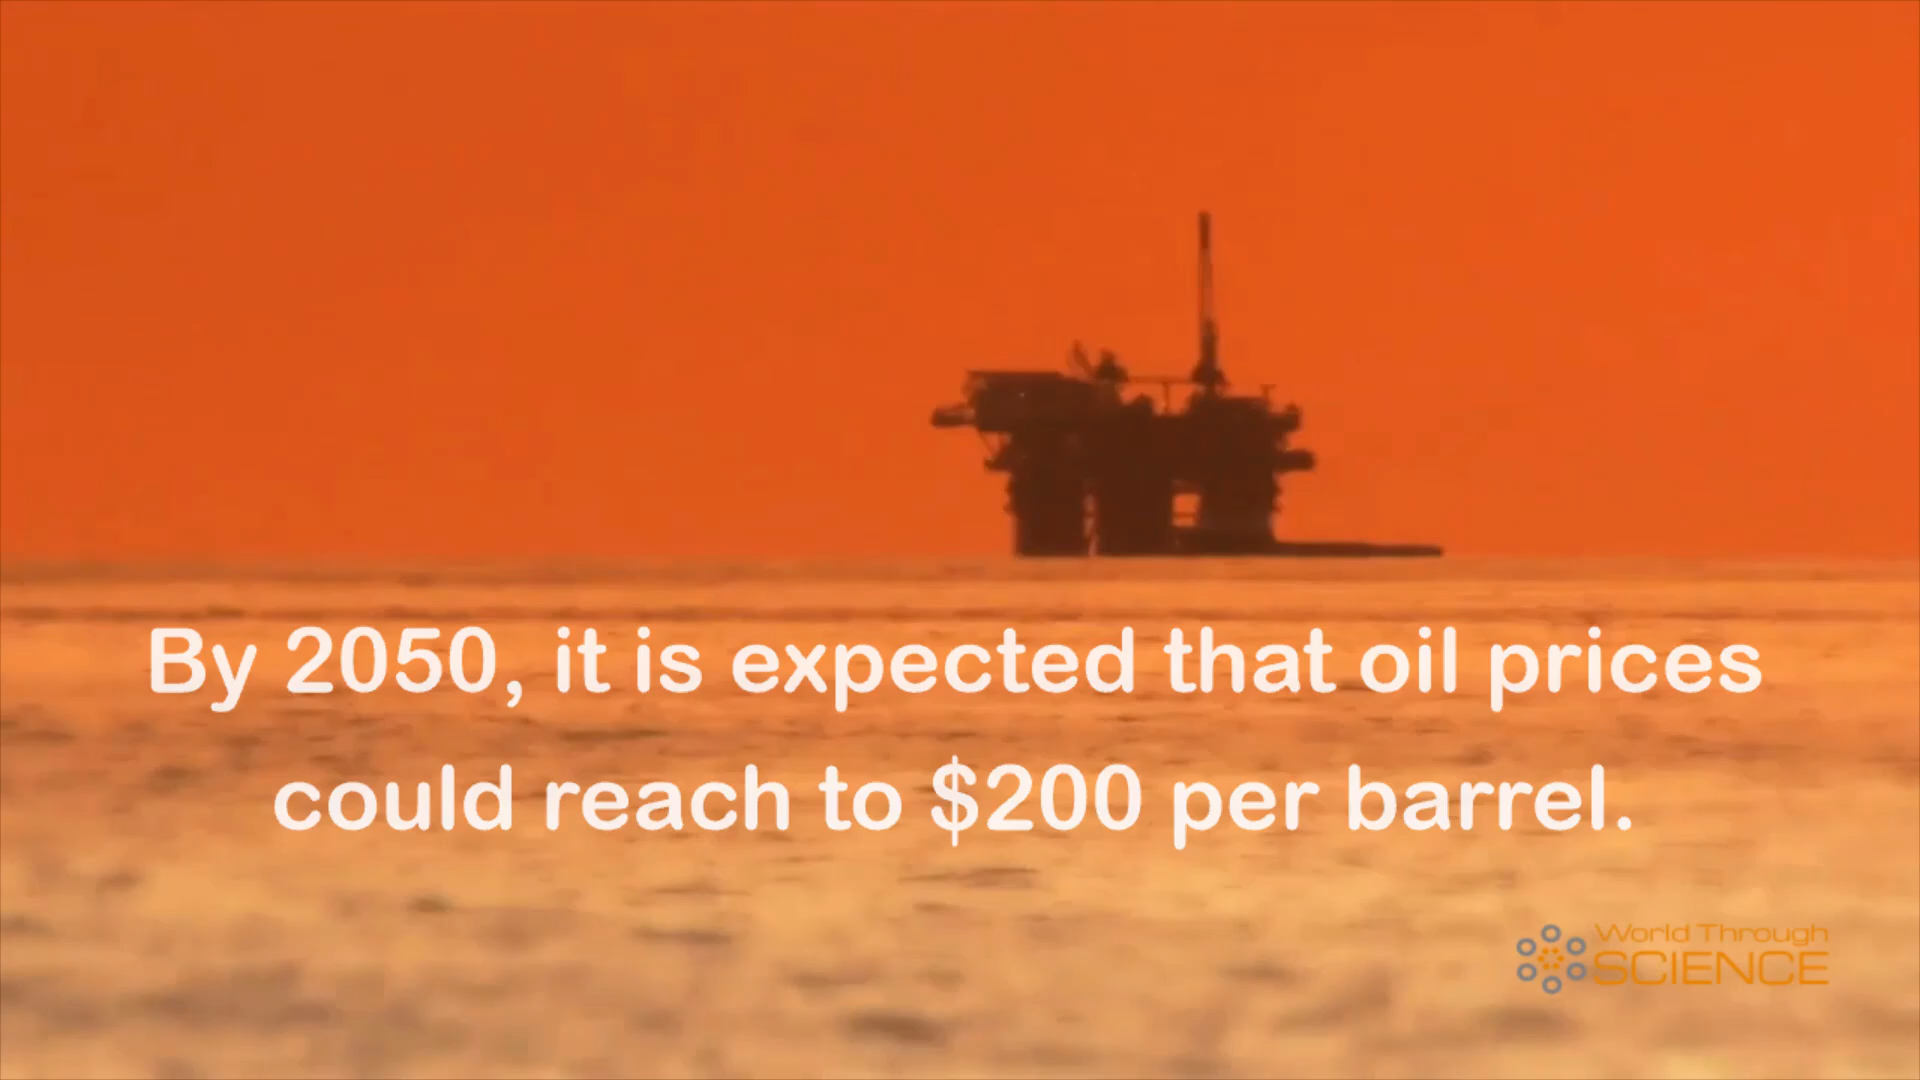 By 2050, it is expected that oil prices
could reach to $200 per barrel.
World Through
SCIENCE